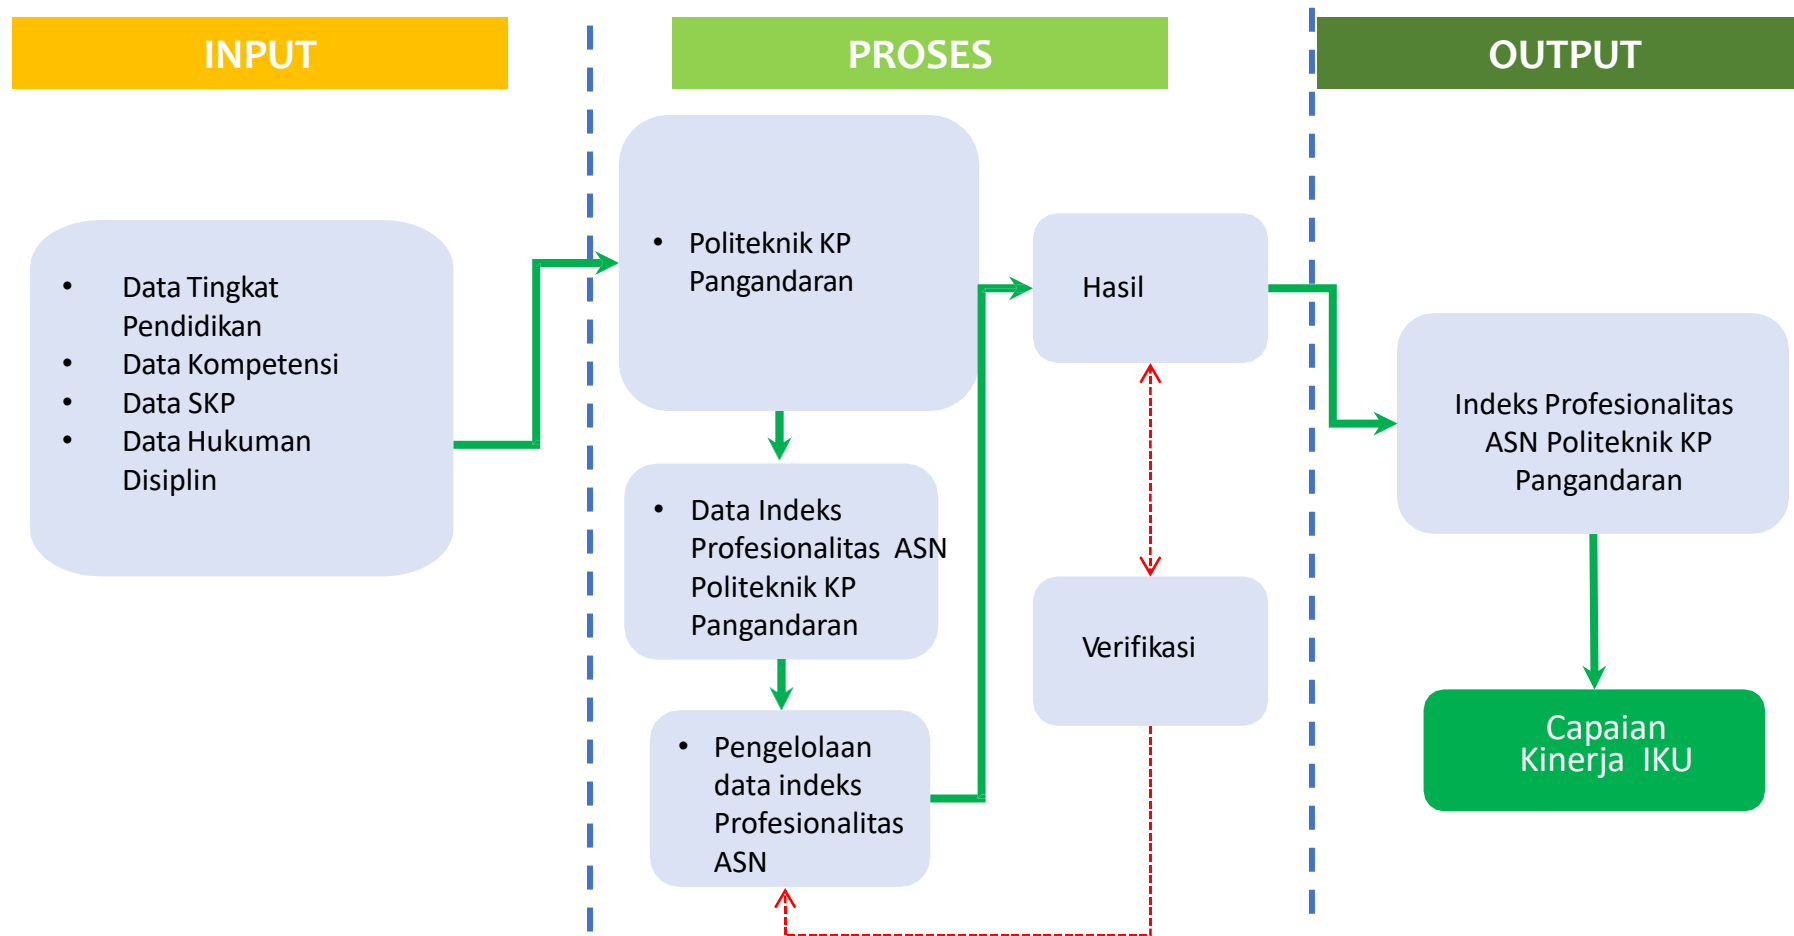 INPUT
PROSES
OUTPUT
• Data Tingkat
Pendidikan
• Data Kompetensi
• Data SKP
• Data Hukuman
Disiplin
• Politeknik KP
Pangandaran
• Data Indeks
Profesionalitas ASN
Politeknik KP
Pangandaran
• Pengelolaan
data indeks
Profesionalitas
ASN
Hasil
Verifikasi
Indeks Profesionalitas
ASN Politeknik KP
Pangandaran
Capaian
Kinerja IKU